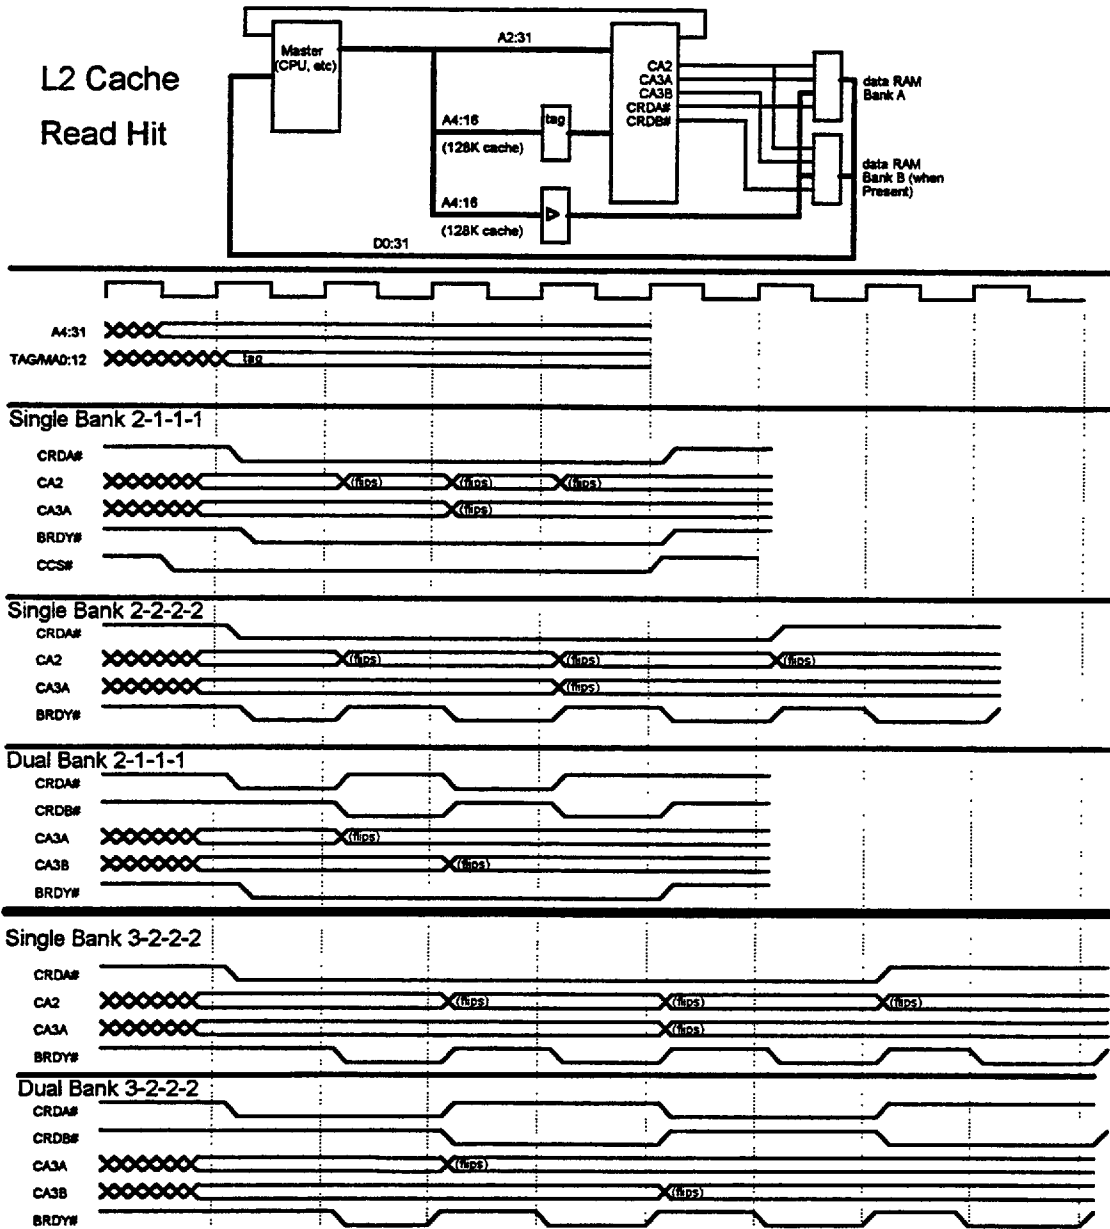 L2 Cache
Read Hit
Master
(CPU, etc)
A2:31
CA2
CA3A
CA3B
CRDA#
CRDB#
data RAM
Bank A
A4:16
(128K cache)
tag
data RAM
Bank B (when
Present)
A4:16
(128K cache)
D0:31
A4:31
TAG/MA0:12 tag
Single Bank 2-1-1-1
CRDA#
CA2 (flips) (flips) (flips)
CA3A (flips)
BRDY#
CCS#
Single Bank 2-2-2-2
CRDA#
CA2 (flips) (flips) (flips)
CA3A (flips)
BRDY#
Dual Bank 2-1-1-1
CRDA#
CRDB#
CA3A (flips)
CA3B (flips)
BRDY#
Single Bank 3-2-2-2
CRDA#
CA2 (flips) (flips) (flips)
CA3A (flips)
BRDY#
Dual Bank 3-2-2-2
CRDA#
CRDB#
CA3A (flips)
CA3B (flips)
BRDY#